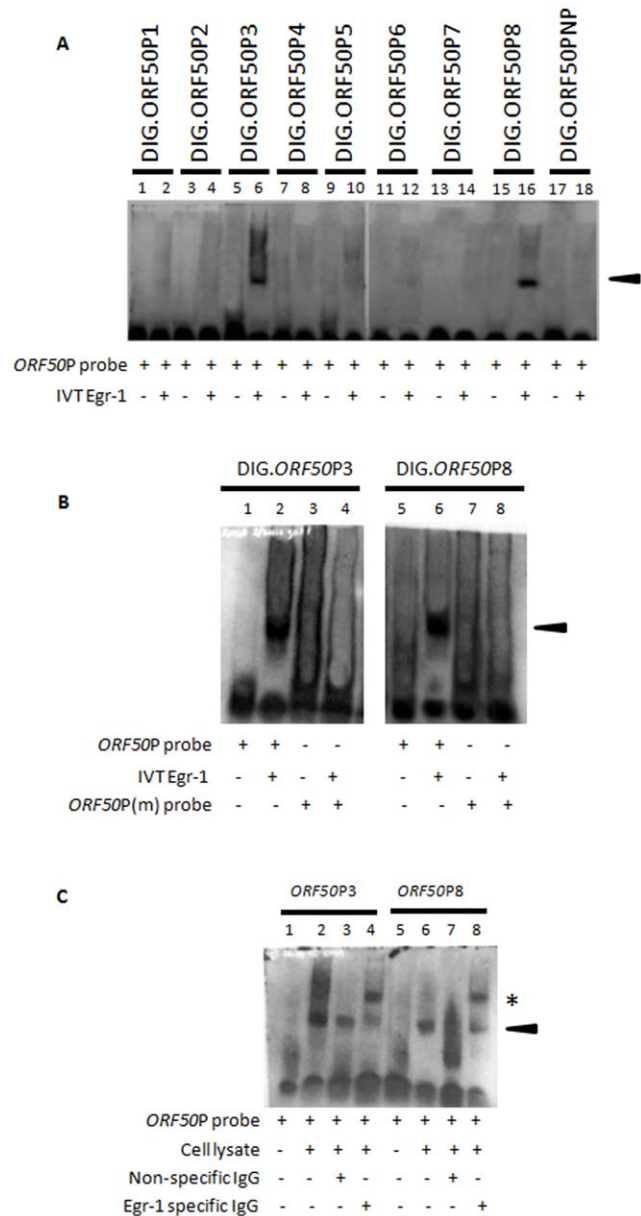 A
DIG.ORF50P1 DIG.ORF50P2 DIG.ORF50P3 DIG.ORF50P4 DIG.ORF50P5 DIG.ORF50P6 DIG.ORF50P7 DIG.ORF50P8 DIG.ORF50PNP
1 2 3 4 5 6 7 8 9 10 11 12 13 14 15 16 17 18
ORF50P probe + + + + + + + + + + + + + + + + + +
IVT Egr-1 - + - + - + - + - + - + - + - + - +
B
DIG.ORF50P3 DIG.ORF50P8
1 2 3 4 5 6 7 8
ORF50P probe + + - - + + - -
IVT Egr-1 - + - + - + - +
ORF50P(m) probe - - + + - - + +
C
ORF50P3 ORF50P8
1 2 3 4 5 6 7 8
*
ORF50P probe + + + + + + + +
Cell lysate - + + + - + + +
Non-specific IgG - - + - - - + -
Egr-1 specific IgG - - - + - - - +